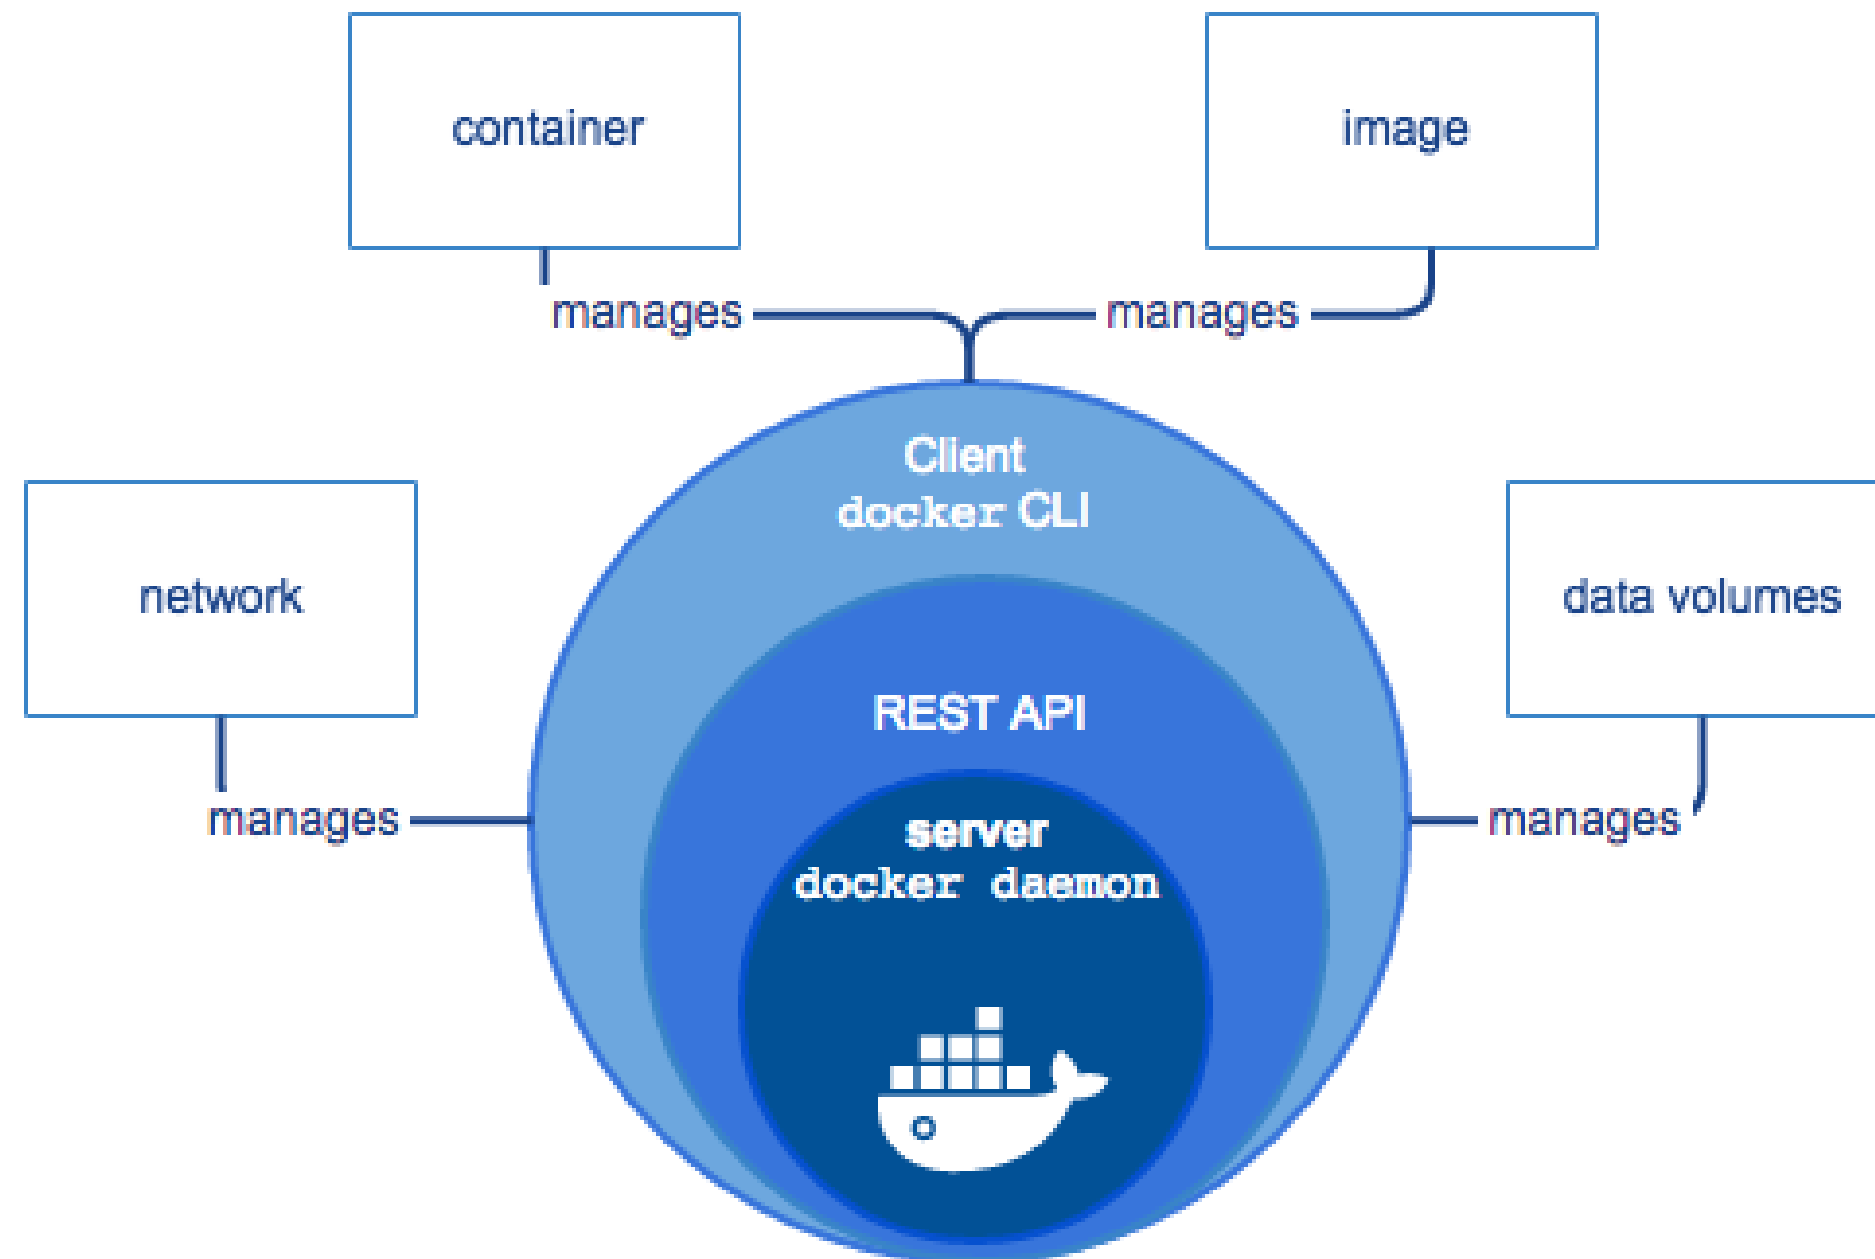 container
image
manages
manages
Client
docker CLI
network
data volumes
REST API
manages
manages
server
docker daemon